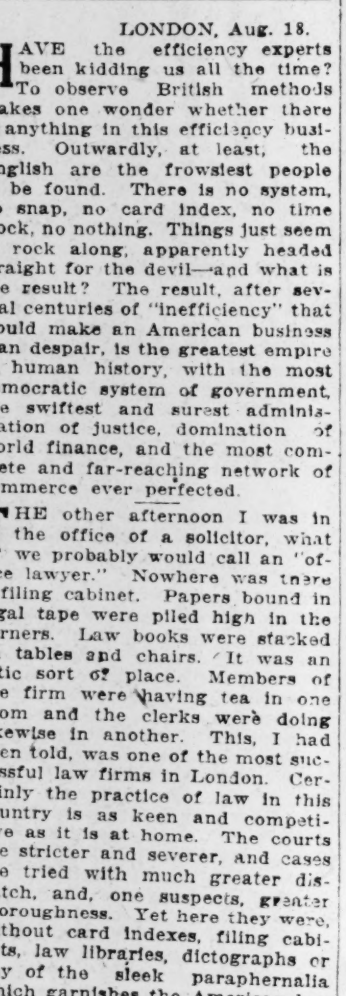 LONDON, Aug. 18.
HAVE the efficiency experts
been kidding us all the time?
To observe British methods
akes one wonder whether there
anything in this efficiency busi-
ess. Outwardly, at least, the
nglish are the frowsiest people
be found. There is no system,
o snap, no card index, no time
ock, no nothing. Things just seem
rock along, apparently headed
raight for the devil—and what is
e result? The result, after sev-
al centuries of "inefficiency" that
ould make an American business
an despair, is the greatest empire
human history, with the most
mocratic system of government,
e swiftest and surest adminis-
ation of justice, domination of
orld finance, and the most com-
ete and far-reaching network of
mmerce ever perfected.
THE other afternoon I was in
the office of a solicitor, what
we probably would call an "of-
ce lawyer." Nowhere was there
filing cabinet. Papers bound in
gal tape were piled high in the
rners. Law books were stacked
tables and chairs. It was an
tic sort of place. Members of
e firm were having tea in one
om and the clerks were doing
kewise in another. This, I had
en told, was one of the most suc-
ssful law firms in London. Cer-
inly the practice of law in this
untry is as keen and competi-
ve as it is at home. The courts
e stricter and severer, and cases
e tried with much greater dis-
tch, and, one suspects, greater
oroughness. Yet here they were,
thout card indexes, filing cabi-
ts, law libraries, dictographs or
y of the sleek paraphernalia
hich garnishes the